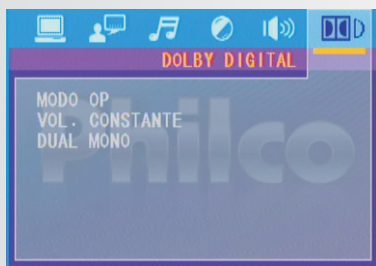 DOLBY DIGITAL
MODO OP
VOL. CONSTANTE
DUAL MONO
Philco